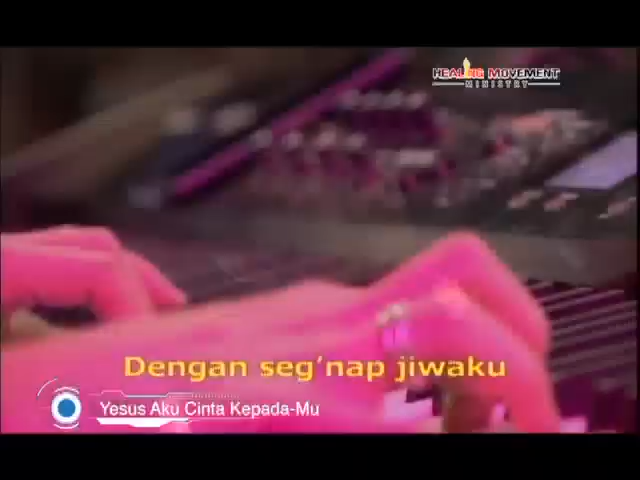 HEALING MOVEMENT
MINISTRY
Dengan seg'nap jiwaku
Yesus Aku Cinta Kepada-Mu